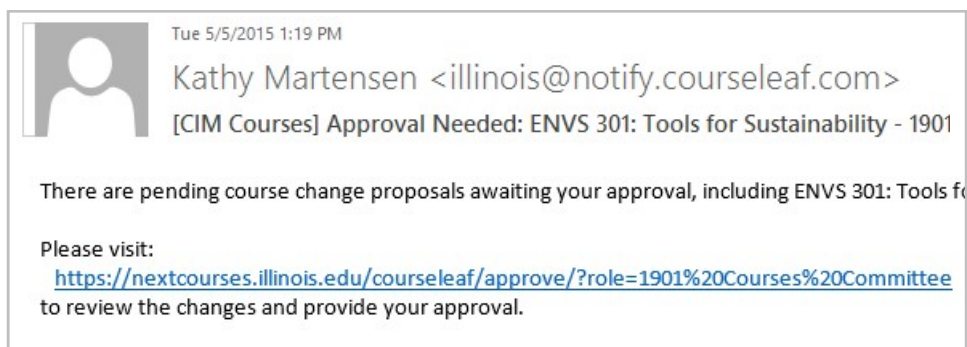 Tue 5/5/2015 1:19 PM
Kathy Martensen <illinois@notify.courseleaf.com>
[CIM Courses] Approval Needed: ENVS 301: Tools for Sustainability - 1901
There are pending course change proposals awaiting your approval, including ENVS 301: Tools
Please visit:
https://nextcourses.illinois.edu/courseleaf/approve/?role=1901%20Courses%20Committee
to review the changes and provide your approval.